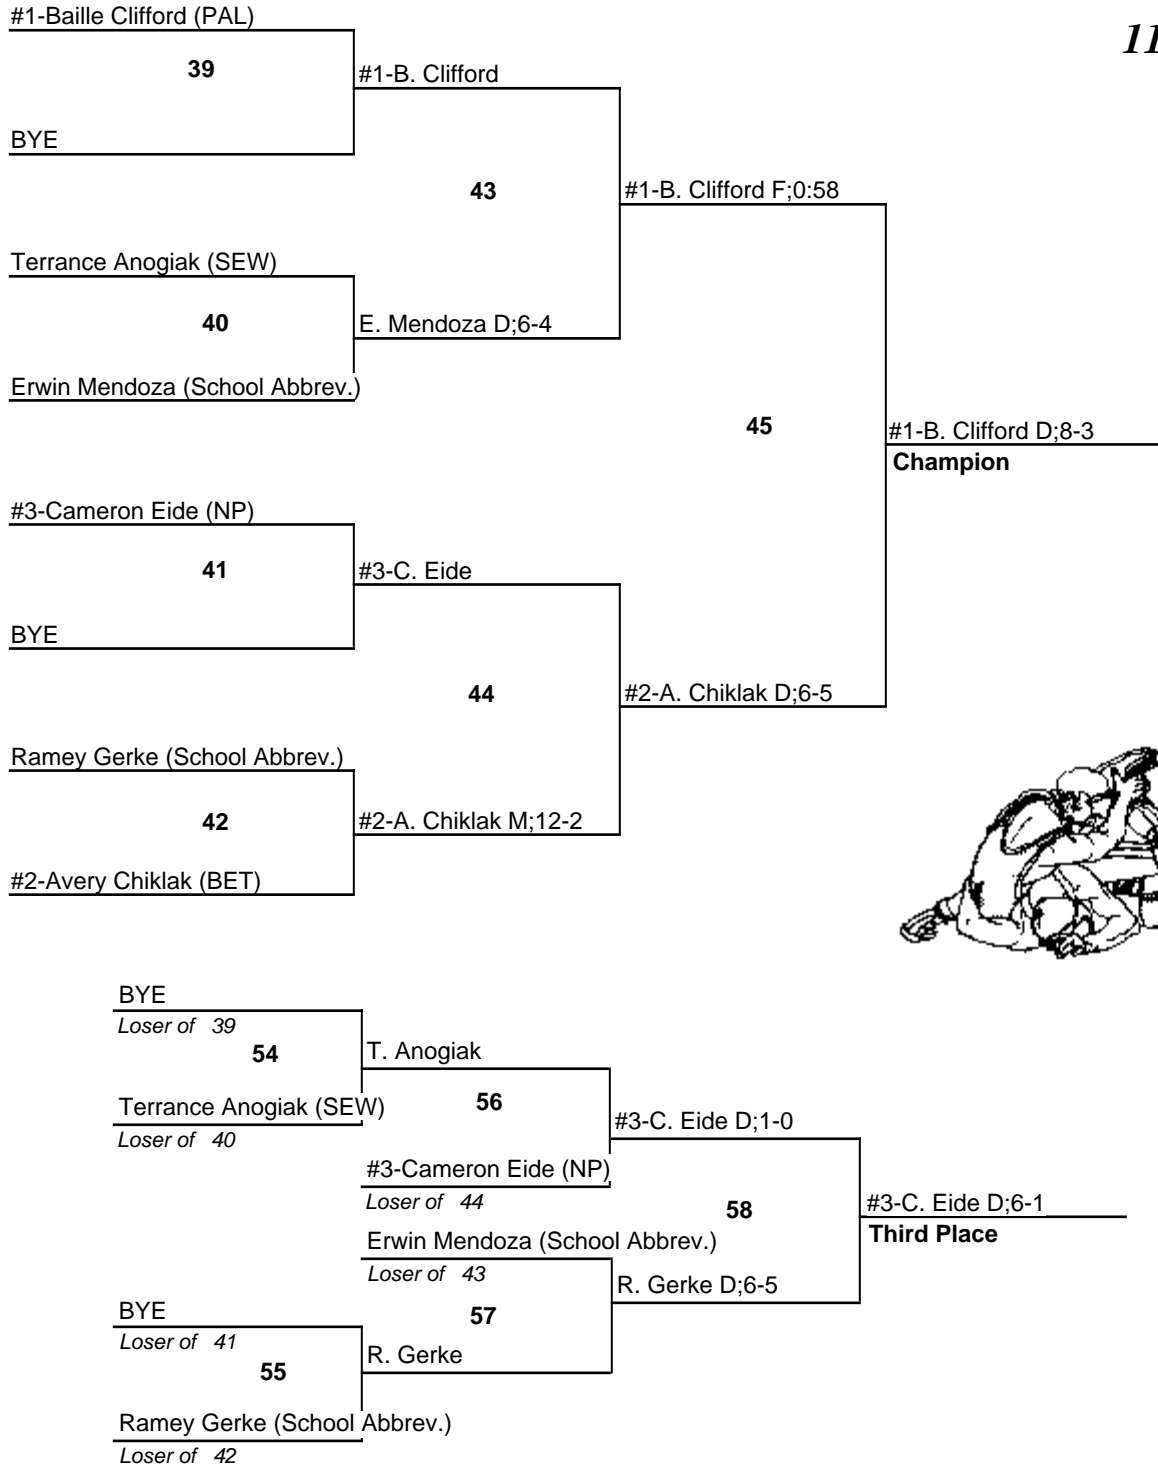 #1-Baille Clifford (PAL)
11
39
#1-B. Clifford
BYE
43
#1-B. Clifford F;0:58
Terrance Anogiak (SEW)
40
E. Mendoza D;6-4
Erwin Mendoza (School Abbrev.)
45
#1-B. Clifford D;8-3
Champion
#3-Cameron Eide (NP)
41
#3-C. Eide
BYE
44
#2-A. Chiklak D;6-5
Ramey Gerke (School Abbrev.)
42
#2-A. Chiklak M;12-2
#2-Avery Chiklak (BET)
BYE
Loser of 39
54
T. Anogiak
Terrance Anogiak (SEW)
56
Loser of 40
#3-C. Eide D;1-0
#3-Cameron Eide (NP)
Loser of 44
58
#3-C. Eide D;6-1
Third Place
Erwin Mendoza (School Abbrev.)
Loser of 43
R. Gerke D;6-5
BYE
57
Loser of 41
R. Gerke
55
Ramey Gerke (School Abbrev.)
Loser of 42